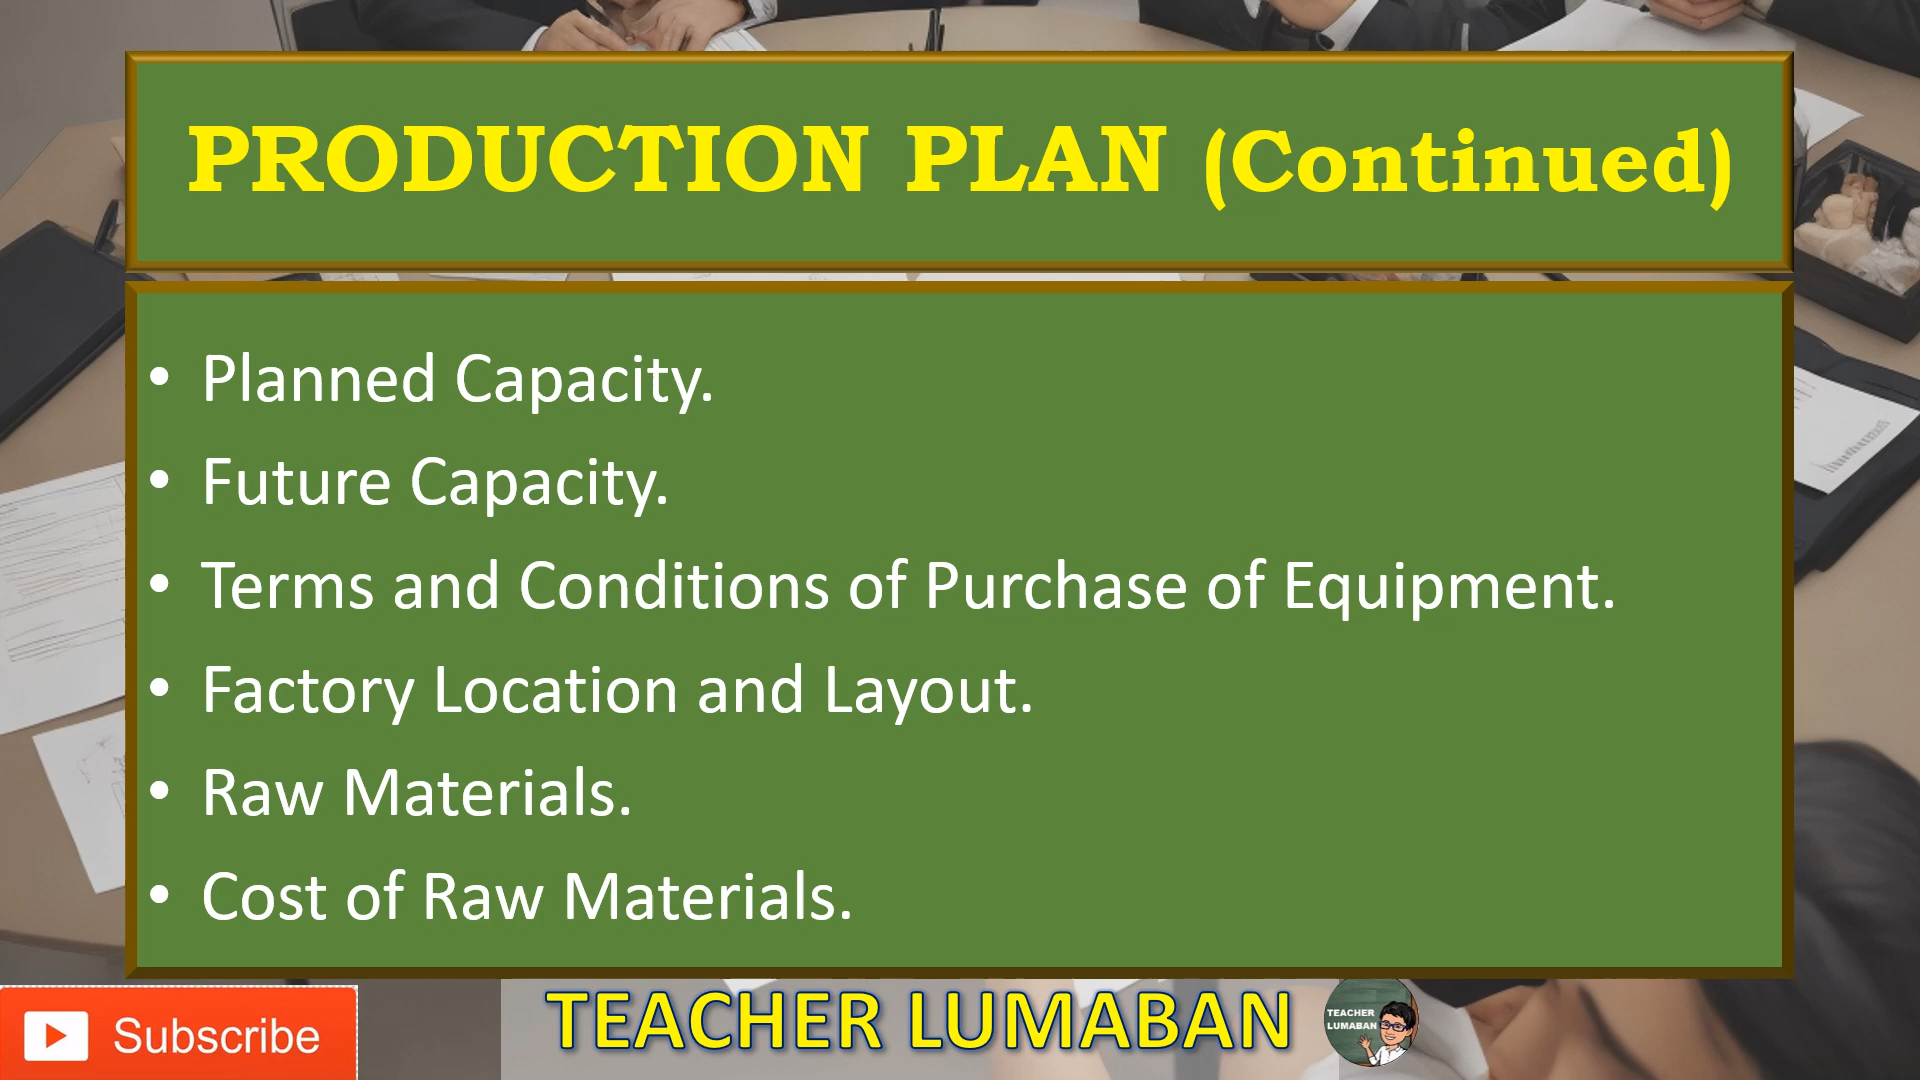 PRODUCTION PLAN (Continued)
• Planned Capacity.
• Future Capacity.
• Terms and Conditions of Purchase of Equipment.
• Factory Location and Layout.
• Raw Materials.
• Cost of Raw Materials.
Subscribe
TEACHER LUMABAN
TEACHER
LUMABAN